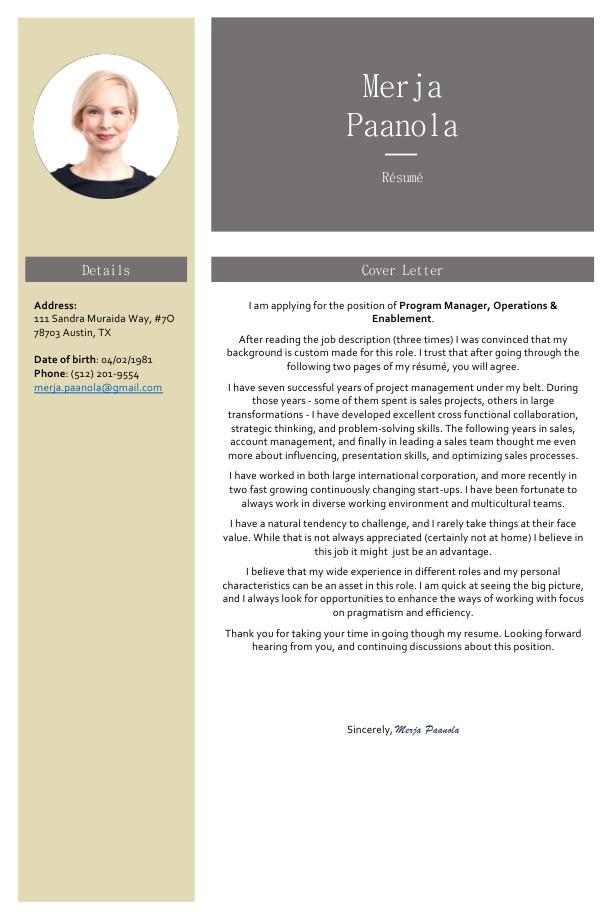 Merja
Paanola
Résumé
Details
Address:
111 Sandra Muraida Way, #7O
78703 Austin, TX
Date of birth: 04/02/1981
Phone: (512) 201-9554
merja.paanola@gmail.com
Cover Letter
I am applying for the position of Program Manager, Operations &
Enablement.
After reading the job description (three times) I was convinced that my
background is custom made for this role. I trust that after going through the
following two pages of my résumé, you will agree.
I have seven successful years of project management under my belt. During
those years - some of them spent is sales projects, others in large
transformations - I have developed excellent cross functional collaboration,
strategic thinking, and problem-solving skills. The following years in sales,
account management, and finally in leading a sales team thought me even
more about influencing, presentation skills, and optimizing sales processes.
I have worked in both large international corporation, and more recently in
two fast growing continuously changing start-ups. I have been fortunate to
always work in diverse working environment and multicultural teams.
I have a natural tendency to challenge, and I rarely take things at their face
value. While that is not always appreciated (certainly not at home) I believe in
this job it might just be an advantage.
I believe that my wide experience in different roles and my personal
characteristics can be an asset in this role. I am quick at seeing the big picture,
and I always look for opportunities to enhance the ways of working with focus
on pragmatism and efficiency.
Thank you for taking your time in going though my resume. Looking forward
hearing from you, and continuing discussions about this position.
Sincerely, Merja Paanola